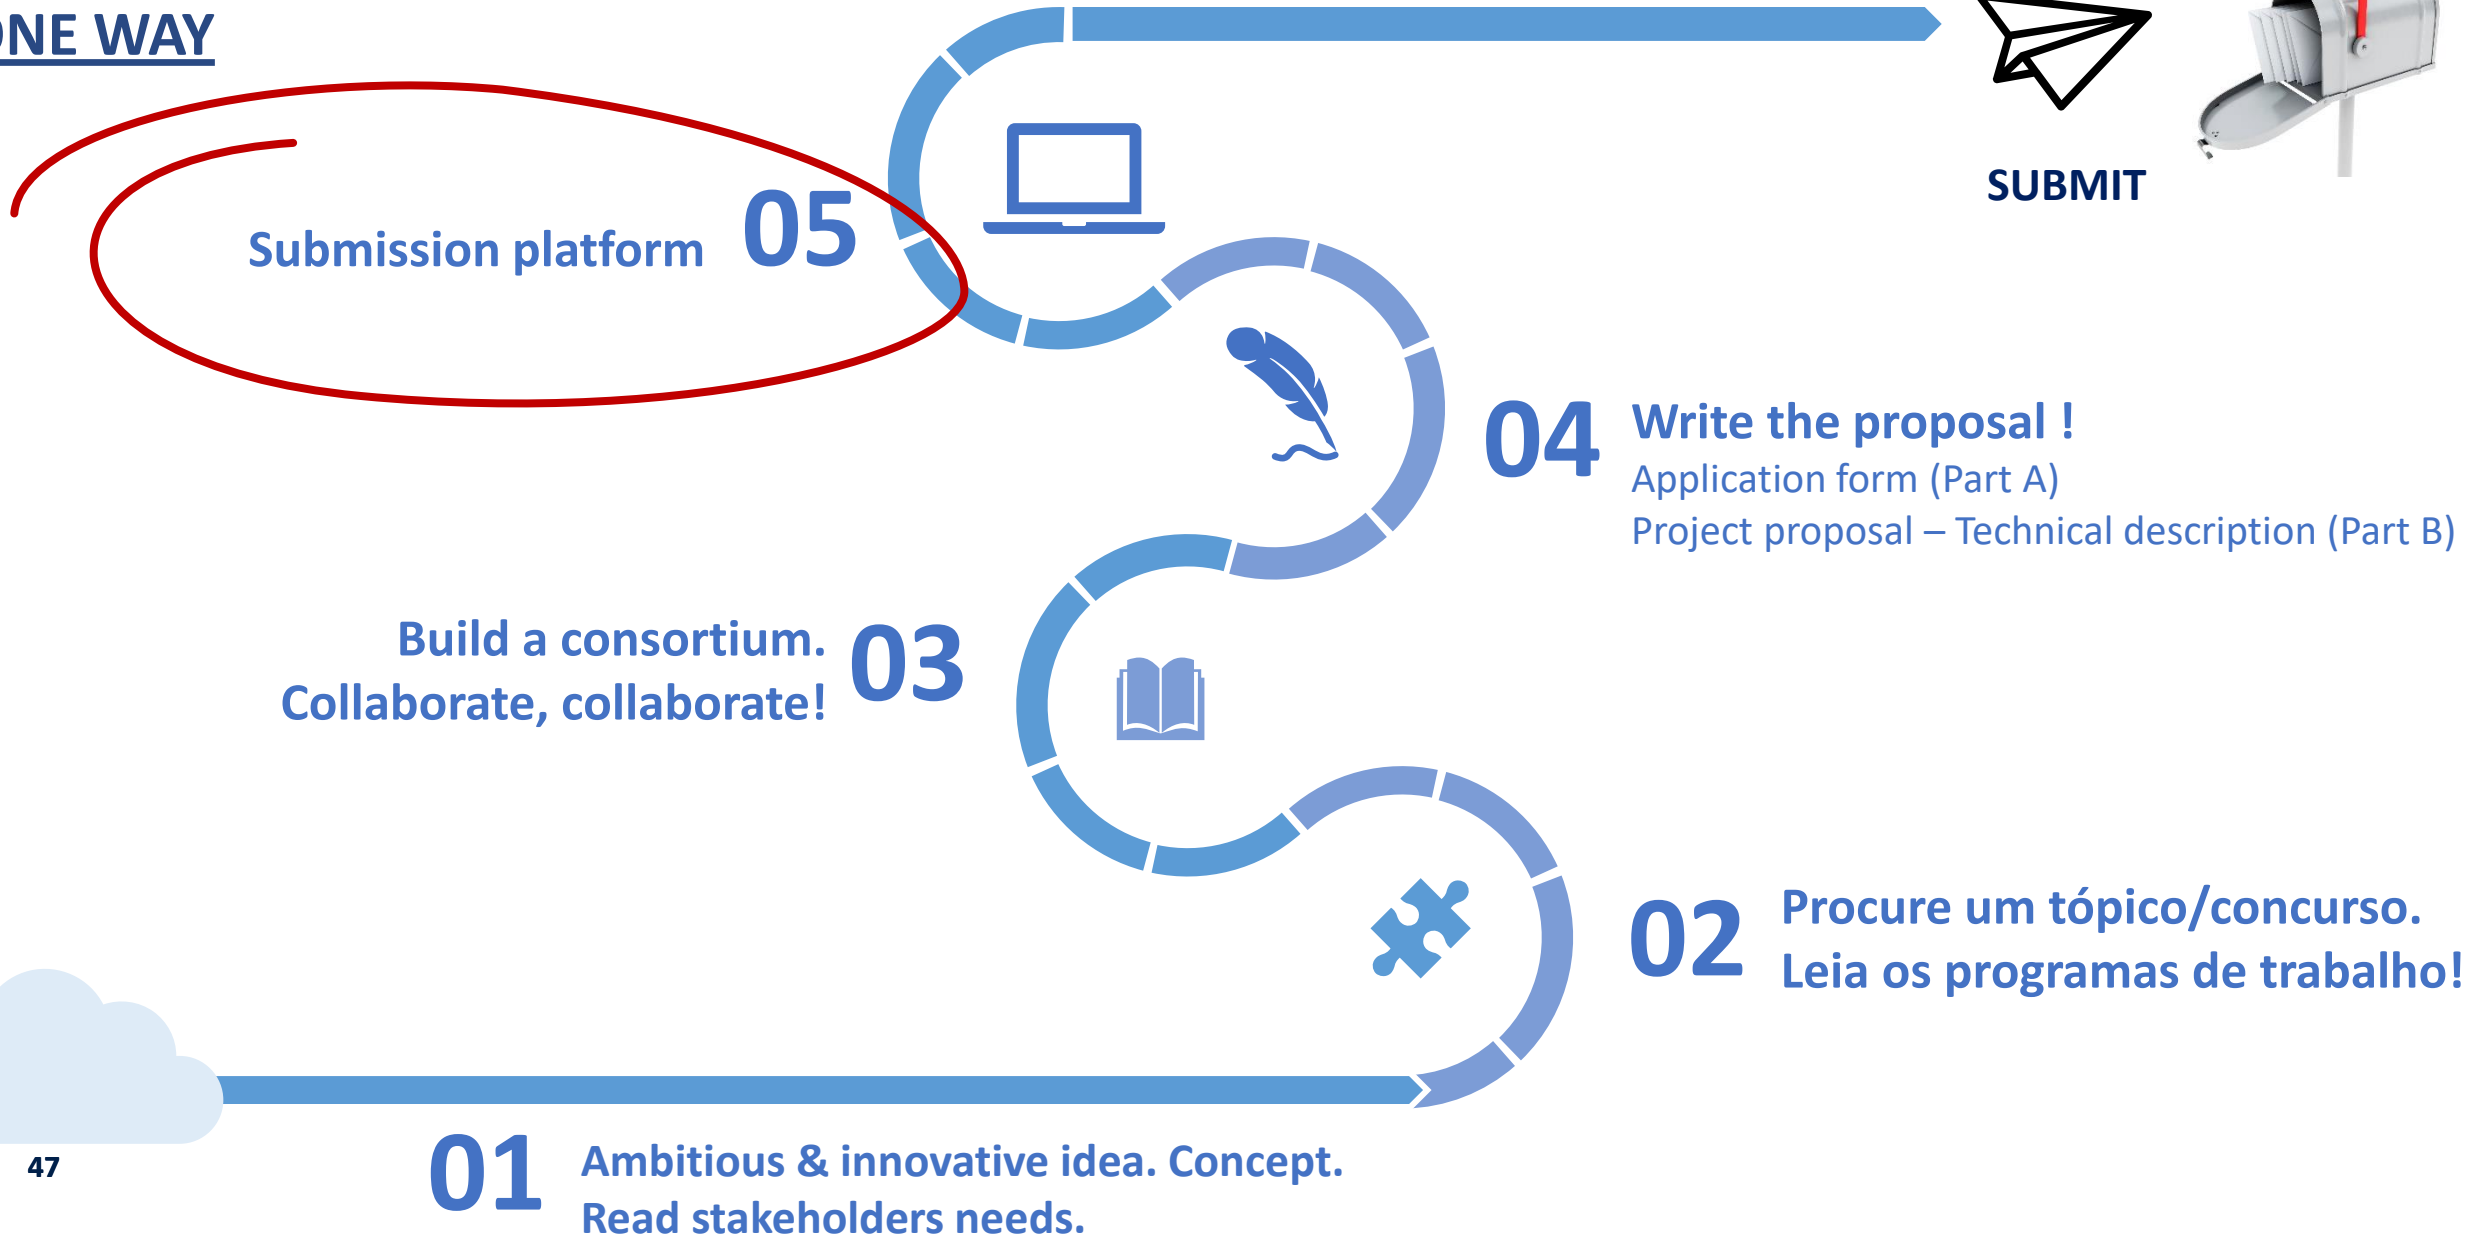 ONE WAY
SUBMIT
Submission platform 05
04 Write the proposal !
Application form (Part A)
Project proposal – Technical description (Part B)
Build a consortium. 03
Collaborate, collaborate!
02 Procure um tópico/concurso.
Leia os programas de trabalho!
01 Ambitious & innovative idea. Concept.
Read stakeholders needs.
47